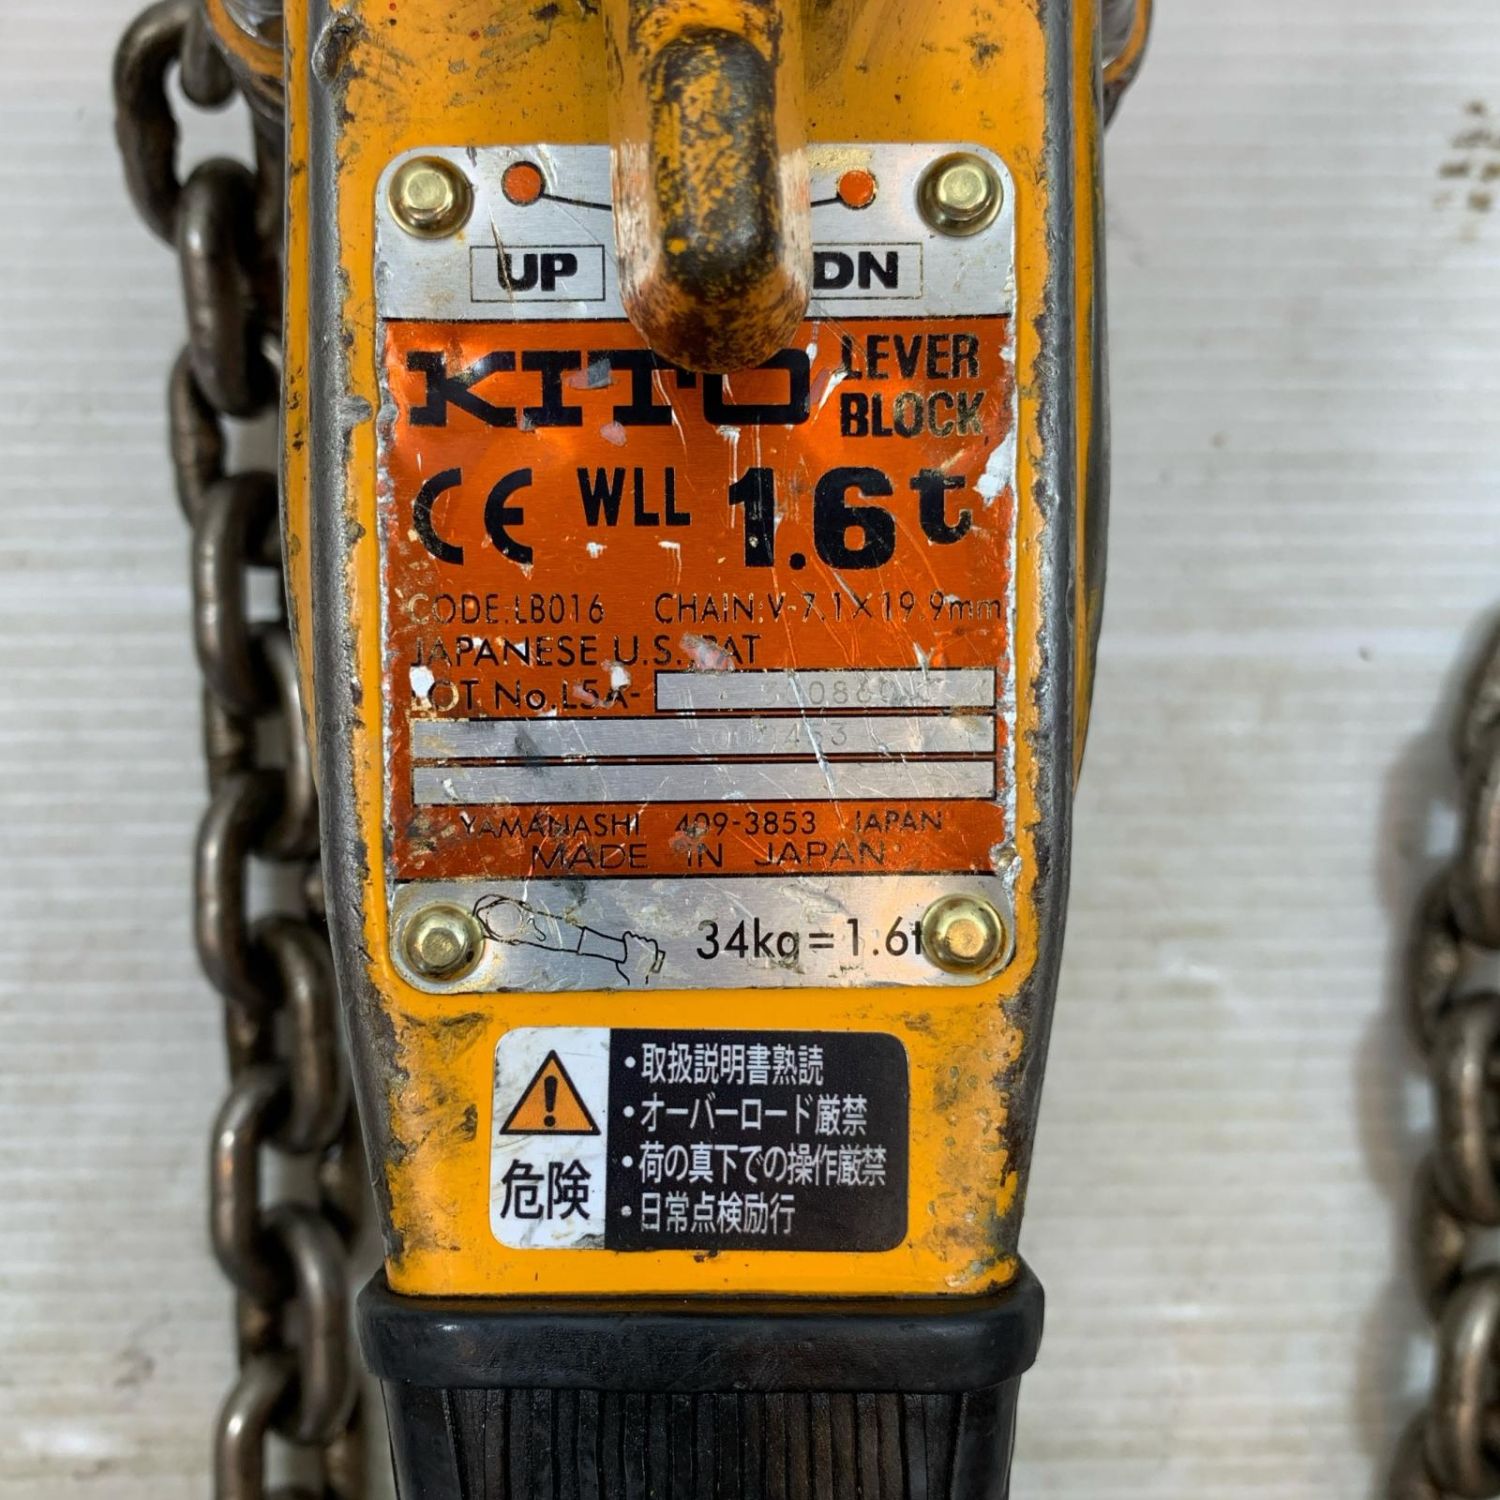 UP DN
KITO LEVER
BLOCK
CE WLL 1.6t
CODE:LB016 CHAIN:V-7.1×19.9mm
JAPANESE U.S. PAT
LOT No.L5A-
YAMANASHI 409-3853 JAPAN
MADE IN JAPAN
34kg=1.6t
危険
・取扱説明書熟読
・オーバーロード厳禁
・荷の真下での操作厳禁
・日常点検励行